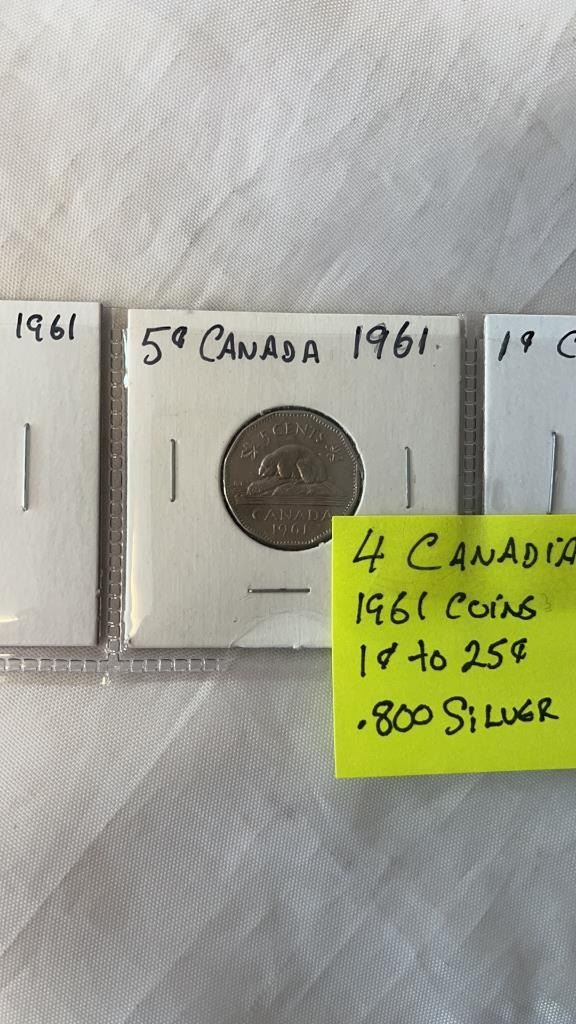 1961
5¢ CANADA 1961.
1¢ C
5 CENTS
CANADA
1961
4 CANADIA
1961 COINS
1¢ to 25¢
.800 SILVER